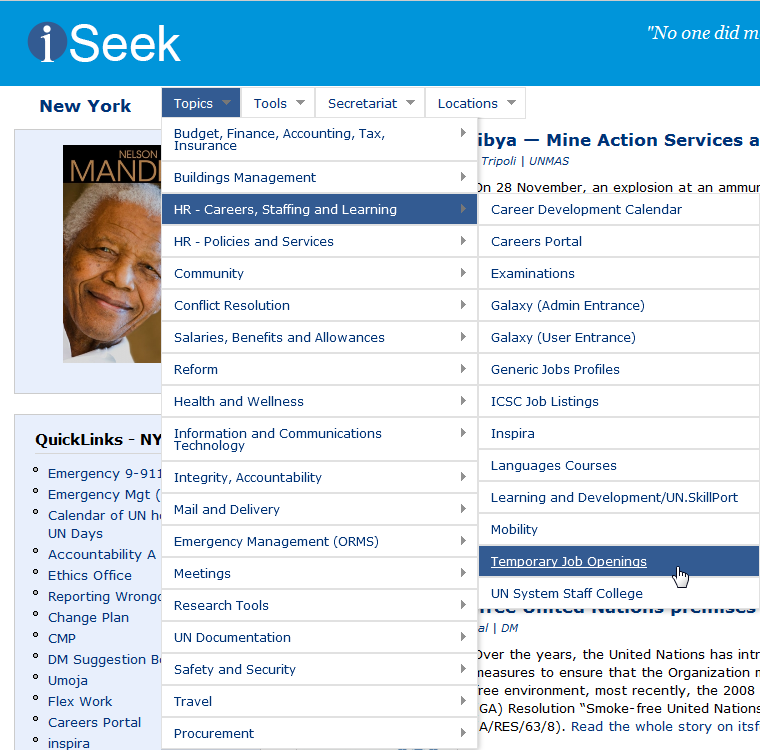 iSeek
"No one did m
New York
Topics
Tools
Secretariat
Locations
NELSON
MAND
Budget, Finance, Accounting, Tax,
Insurance
Buildings Management
HR - Careers, Staffing and Learning
HR - Policies and Services
Community
Conflict Resolution
Salaries, Benefits and Allowances
Reform
Health and Wellness
Information and Communications
Technology
Integrity, Accountability
Mail and Delivery
Emergency Management (ORMS)
Meetings
Research Tools
UN Documentation
Safety and Security
Travel
Procurement
Career Development Calendar
Careers Portal
Examinations
Galaxy (Admin Entrance)
Galaxy (User Entrance)
Generic Jobs Profiles
ICSC Job Listings
Inspira
Languages Courses
Learning and Development/UN.SkillPort
Mobility
Temporary Job Openings
UN System Staff College
QuickLinks - NY
Emergency 9-911
Emergency Mgt (
Calendar of UN h
UN Days
Accountability A
Ethics Office
Reporting Wrong
Change Plan
CMP
DM Suggestion B
Umoja
Flex Work
Careers Portal
inspira
ibya — Mine Action Services a
Tripoli | UNMAS
On 28 November, an explosion at an ammu
free United Nations premises
al | DM
Over the years, the United Nations has intr
measures to ensure that the Organization m
free environment, most recently, the 2008
(GA) Resolution “Smoke-free United Nations
A/RES/63/8). Read the whole story on itsf